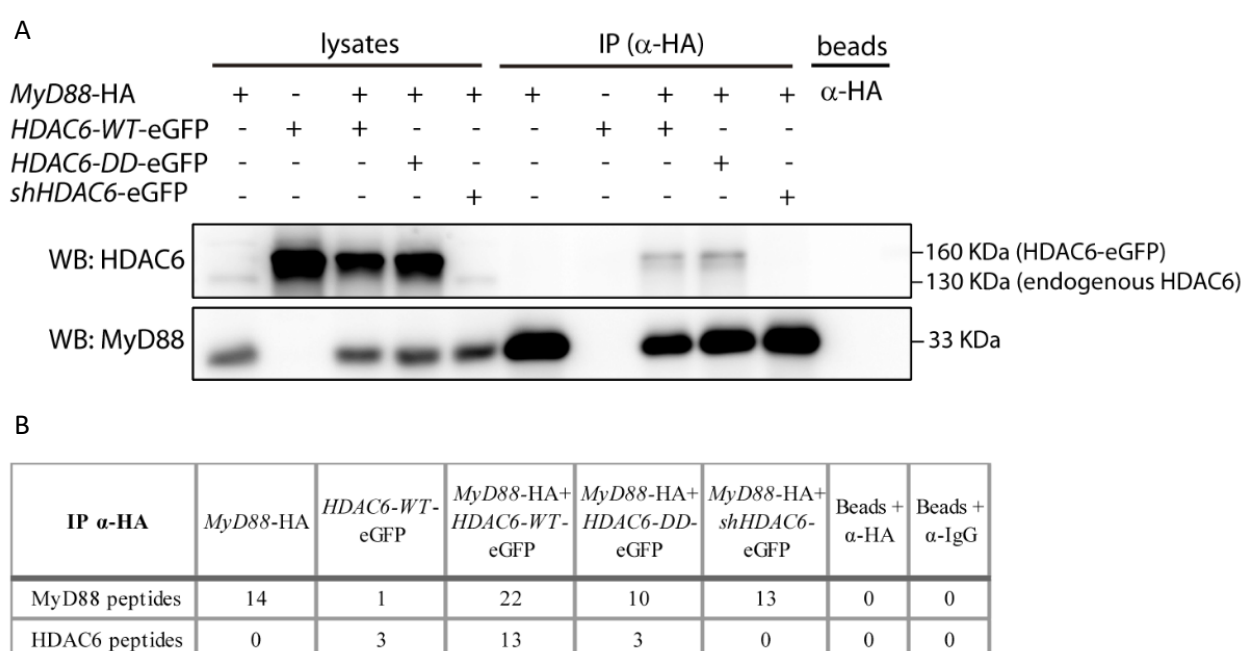 A
lysates IP (α-HA) beads
MyD88-HA + - + + + + - + + + α-HA
HDAC6-WT-eGFP - + + - - - + + - -
HDAC6-DD-eGFP - - - + - - - - + -
shHDAC6-eGFP - - - - + - - - - +
WB: HDAC6
160 KDa (HDAC6-eGFP)
130 KDa (endogenous HDAC6)
WB: MyD88
33 KDa
B
IP α-HA MyD88-HA HDAC6-WT-eGFP MyD88-HA+ HDAC6-WT-eGFP MyD88-HA+ HDAC6-DD-eGFP MyD88-HA+ shHDAC6-eGFP Beads + α-HA Beads + α-IgG
MyD88 peptides 14 1 22 10 13 0 0
HDAC6 peptides 0 3 13 3 0 0 0